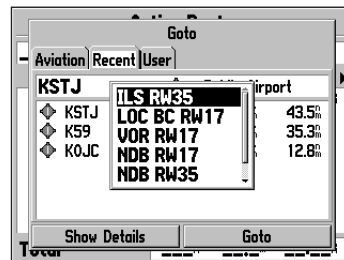 Goto
Aviation Recent User
KSTJ irport
ILS RW35
LOC BC RW17
VOR RW17
NDB RW17
NDB RW35
KSTJ 43.5
K59 35.3
KOJC 12.8
Show Details Goto